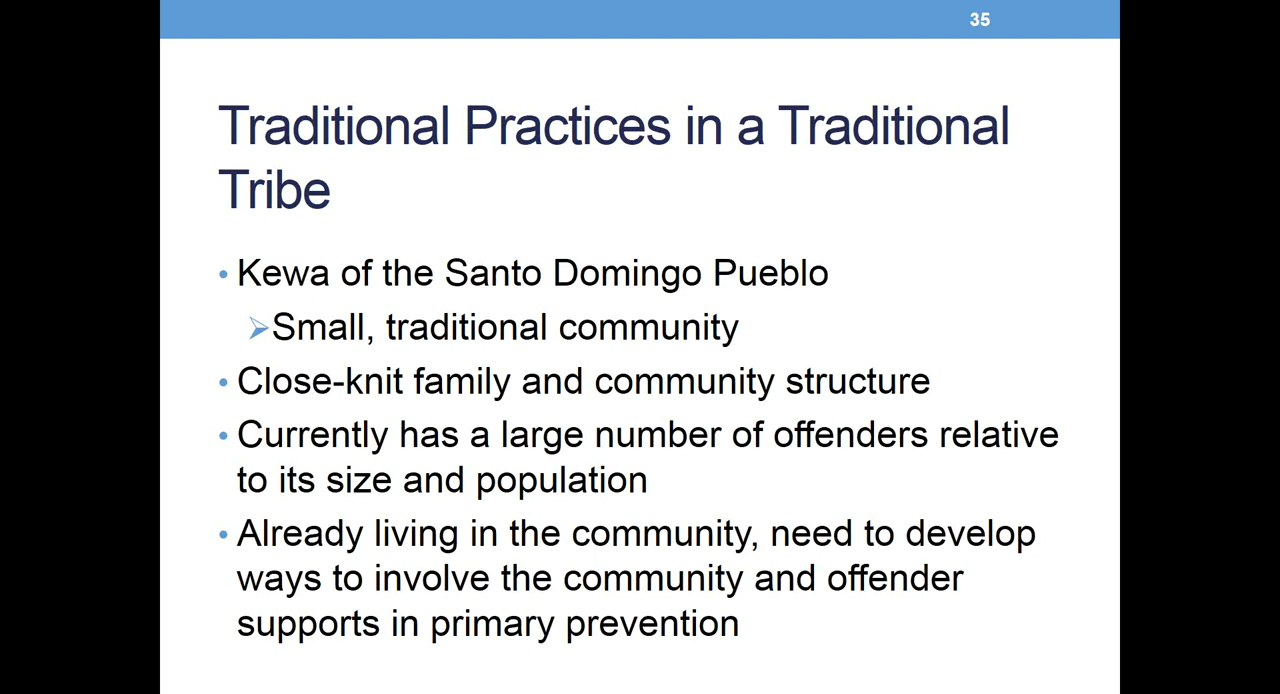 35
Traditional Practices in a Traditional
Tribe
• Kewa of the Santo Domingo Pueblo
➢Small, traditional community
• Close-knit family and community structure
• Currently has a large number of offenders relative
to its size and population
• Already living in the community, need to develop
ways to involve the community and offender
supports in primary prevention